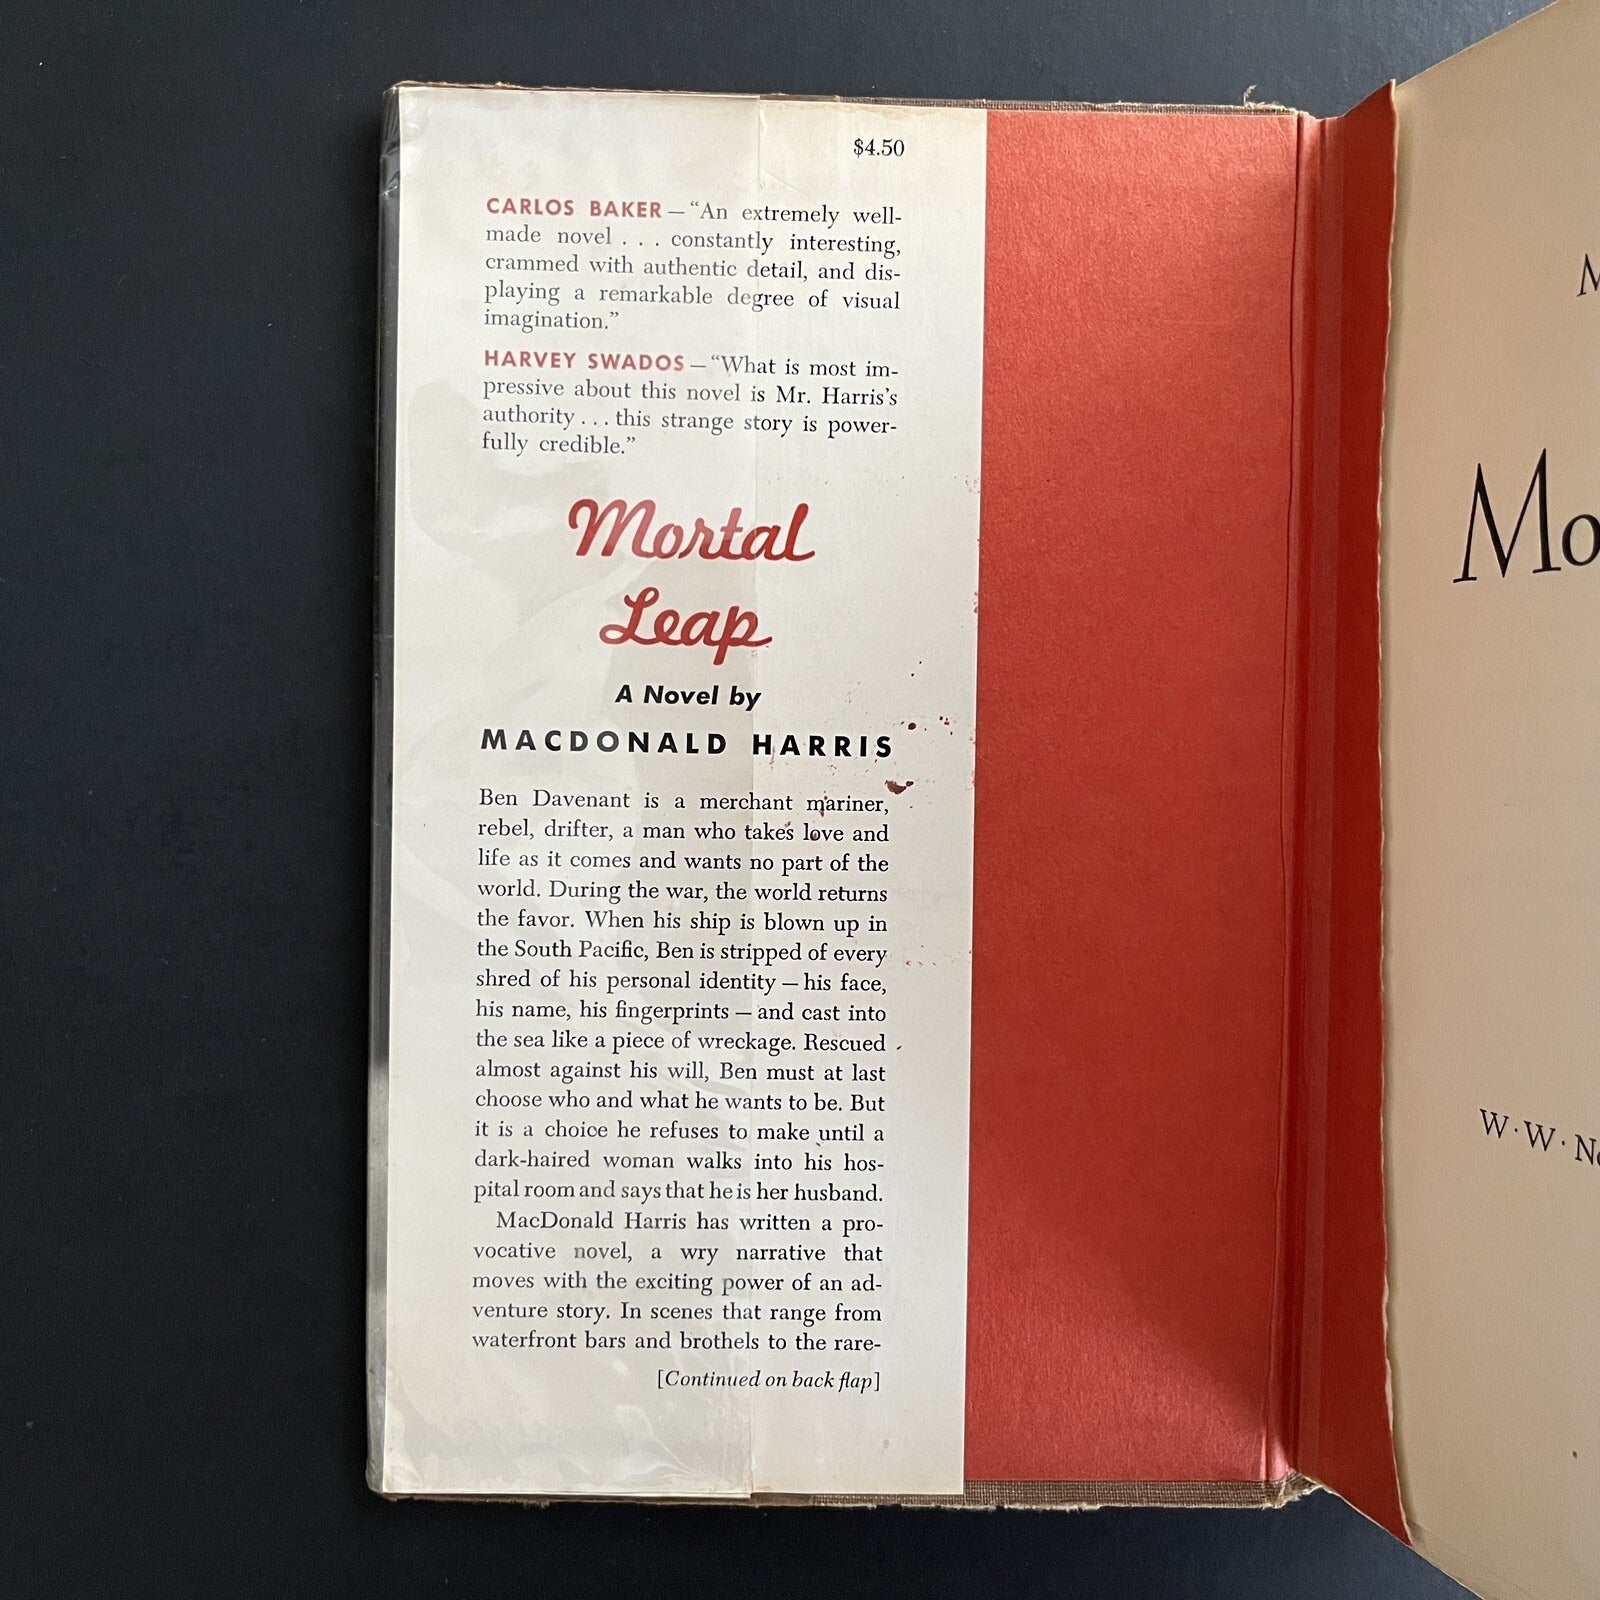 $4.50
CARLOS BAKER — “An extremely well-
made novel . . . constantly interesting,
crammed with authentic detail, and dis-
playing a remarkable degree of visual
imagination.”
HARVEY SWADOS — “What is most im-
pressive about this novel is Mr. Harris’s
authority . . . this strange story is power-
fully credible.”
Mortal
Leap
A Novel by
MACDONALD HARRIS
Ben Davenant is a merchant mariner,
rebel, drifter, a man who takes love and
life as it comes and wants no part of the
world. During the war, the world returns
the favor. When his ship is blown up in
the South Pacific, Ben is stripped of every
shred of his personal identity — his face,
his name, his fingerprints — and cast into
the sea like a piece of wreckage. Rescued
almost against his will, Ben must at last
choose who and what he wants to be. But
it is a choice he refuses to make until a
dark-haired woman walks into his hos-
pital room and says that he is her husband.
MacDonald Harris has written a pro-
vocative novel, a wry narrative that
moves with the exciting power of an ad-
venture story. In scenes that range from
waterfront bars and brothels to the rare-
[Continued on back flap]
M
Mo
W · W · No